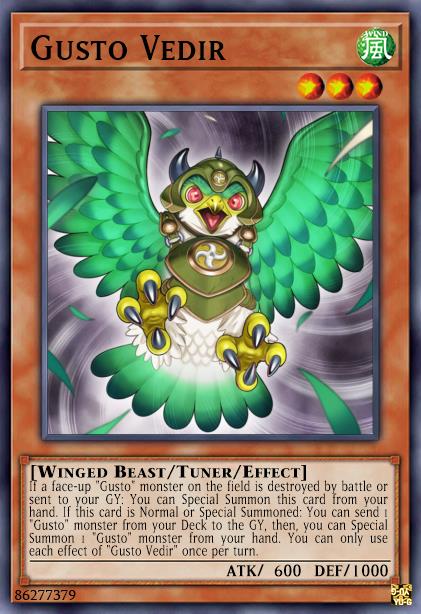 Gusto Vedir
WIND
風
[Winged Beast/Tuner/Effect]
If a face-up "Gusto" monster on the field is destroyed by battle or
sent to your GY: You can Special Summon this card from your
hand. If this card is Normal or Special Summoned: You can send 1
"Gusto" monster from your Deck to the GY, then, you can Special
Summon 1 "Gusto" monster from your hand. You can only use
each effect of "Gusto Vedir" once per turn.
ATK/ 600 DEF/1000
86277379